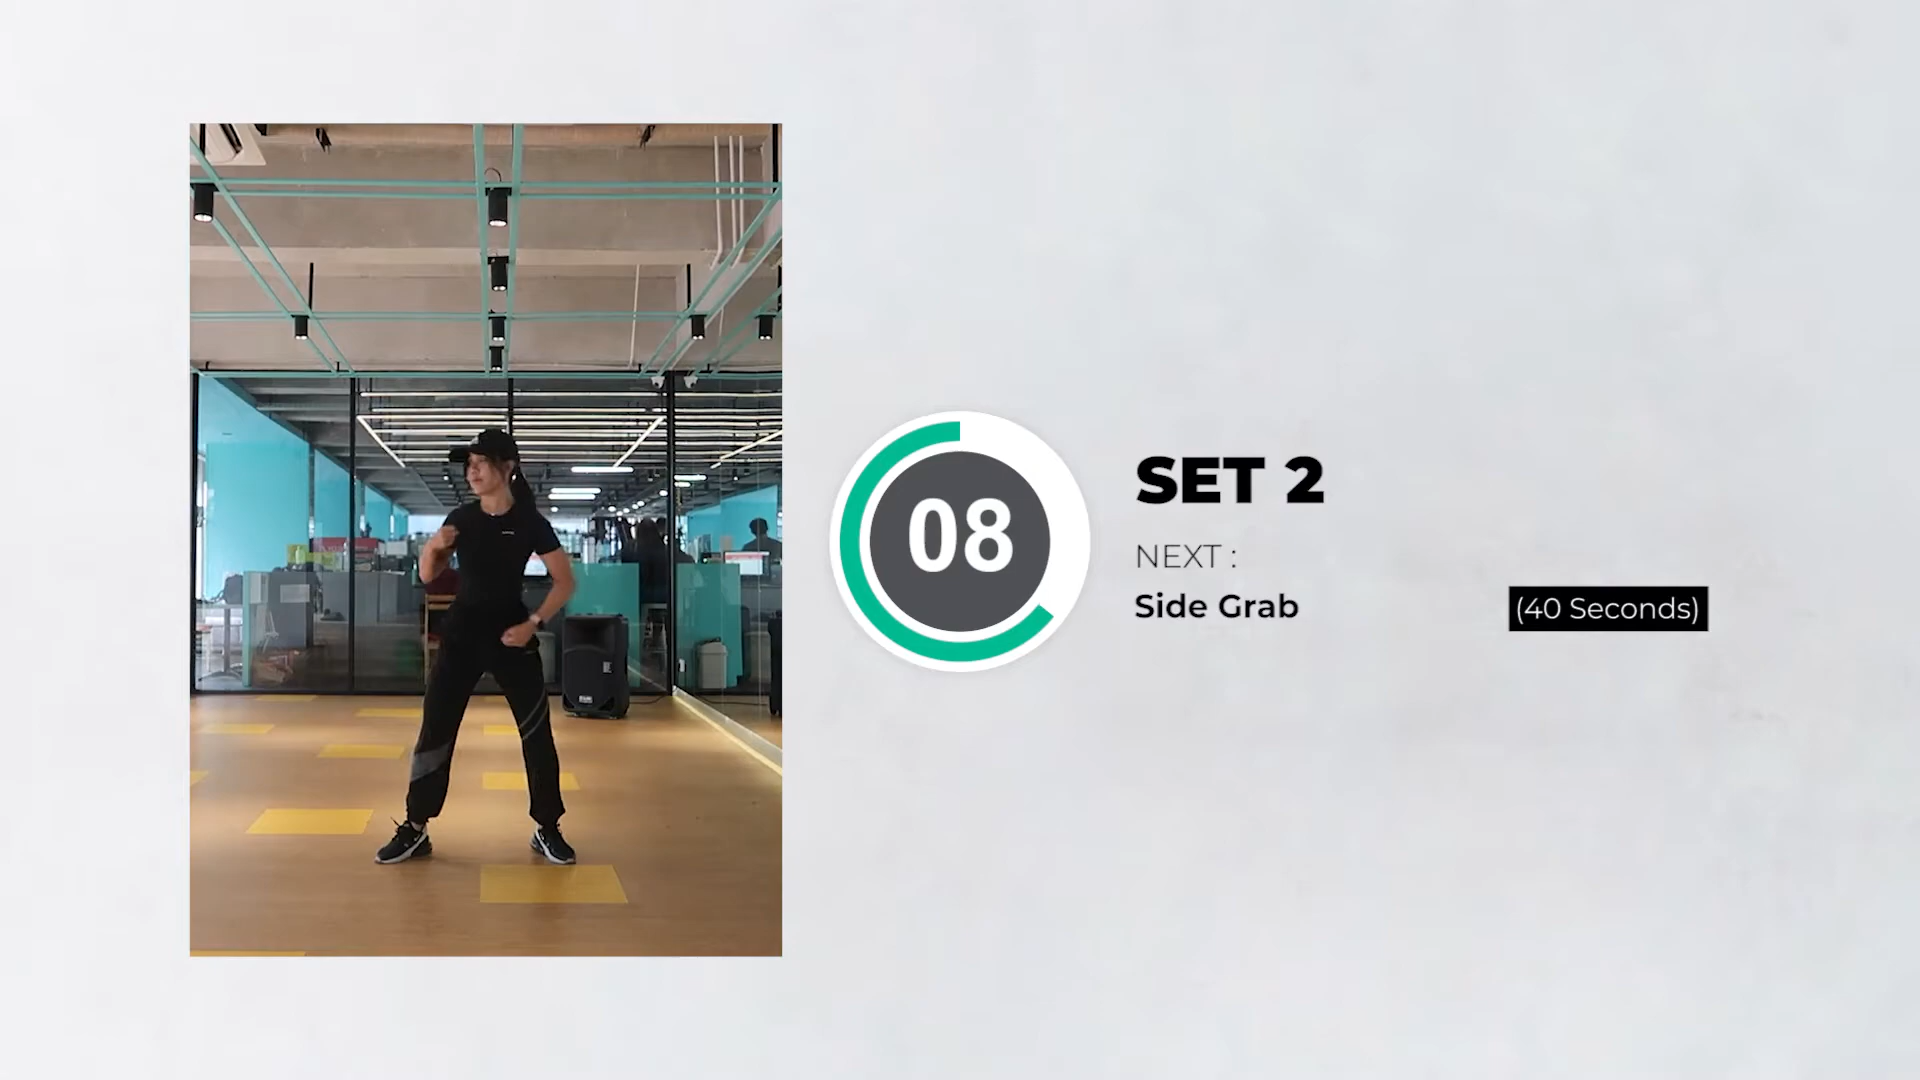 08
SET 2
NEXT :
Side Grab
(40 Seconds)